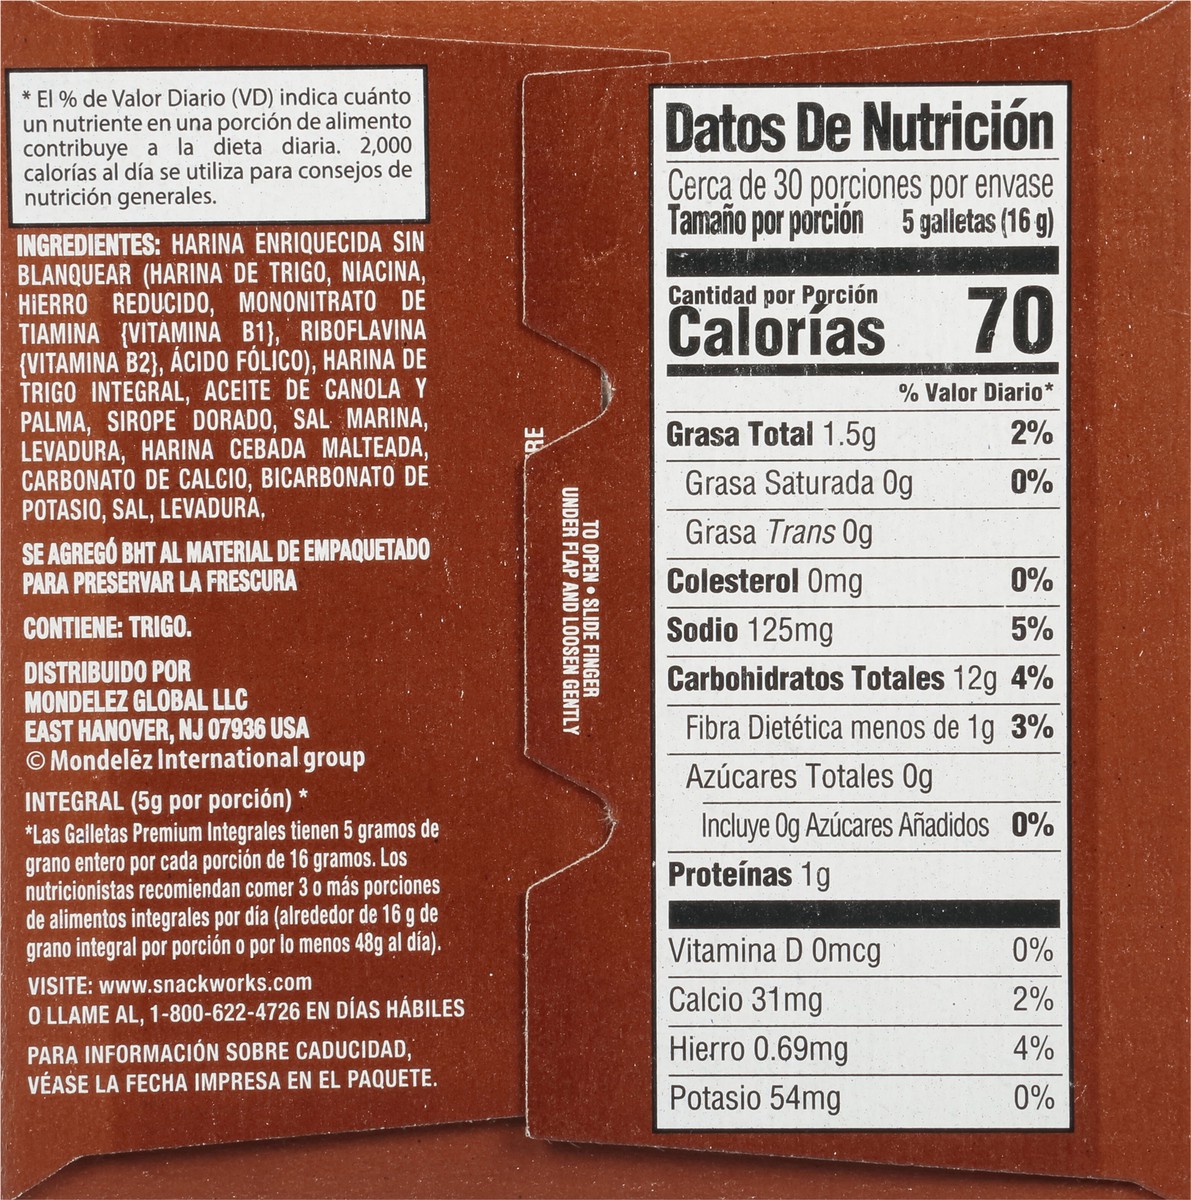 * El % de Valor Diario (VD) indica cuánto
un nutriente en una porción de alimento
contribuye a la dieta diaria. 2,000
calorías al día se utiliza para consejos de
nutrición generales.
INGREDIENTES: HARINA ENRIQUECIDA SIN
BLANQUEAR (HARINA DE TRIGO, NIACINA,
HIERRO REDUCIDO, MONONITRATO DE
TIAMINA {VITAMINA B1}, RIBOFLAVINA
{VITAMINA B2}, ÁCIDO FÓLICO), HARINA DE
TRIGO INTEGRAL, ACEITE DE CANOLA Y
PALMA, SIROPE DORADO, SAL MARINA,
LEVADURA, HARINA CEBADA MALTEADA,
CARBONATO DE CALCIO, BICARBONATO DE
POTASIO, SAL, LEVADURA.
SE AGREGÓ BHT AL MATERIAL DE EMPAQUETADO
PARA PRESERVAR LA FRESCURA
CONTIENE: TRIGO.
DISTRIBUIDO POR
MONDELEZ GLOBAL LLC
EAST HANOVER, NJ 07936 USA
© Mondelēz International group
INTEGRAL (5g por porción) *
*Las Galletas Premium Integrales tienen 5 gramos de
grano entero por cada porción de 16 gramos. Los
nutricionistas recomiendan comer 3 o más porciones
de alimentos integrales por día (alrededor de 16 g de
grano integral por porción o por lo menos 48g al día).
VISITE: www.snackworks.com
O LLAME AL, 1-800-622-4726 EN DÍAS HÁBILES
PARA INFORMACIÓN SOBRE CADUCIDAD,
VÉASE LA FECHA IMPRESA EN EL PAQUETE.
RE
TO OPEN • SLIDE FINGER
UNDER FLAP AND LOOSEN GENTLY
Datos De Nutrición
Cerca de 30 porciones por envase
Tamaño por porción 5 galletas (16 g)
Cantidad por Porción
Calorías 70
% Valor Diario*
Grasa Total 1.5g 2%
Grasa Saturada 0g 0%
Grasa Trans 0g
Colesterol 0mg 0%
Sodio 125mg 5%
Carbohidratos Totales 12g 4%
Fibra Dietética menos de 1g 3%
Azúcares Totales 0g
Incluye 0g Azúcares Añadidos 0%
Proteínas 1g
Vitamina D 0mcg 0%
Calcio 31mg 2%
Hierro 0.69mg 4%
Potasio 54mg 0%